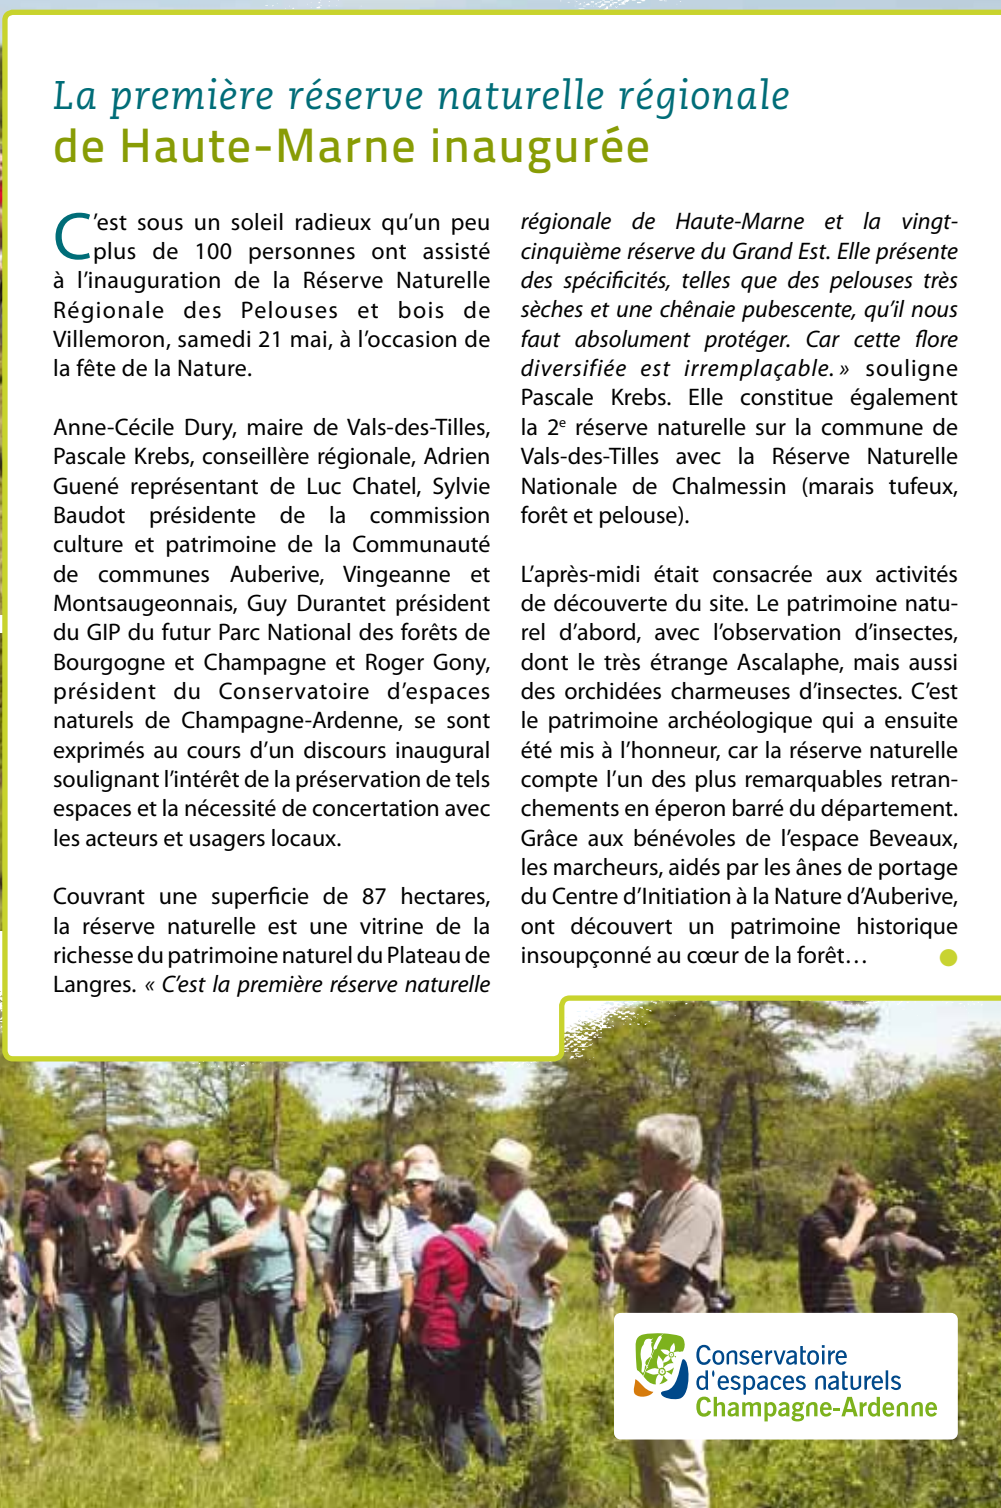 La première réserve naturelle régionale
de Haute-Marne inaugurée
C'est sous un soleil radieux qu'un peu
plus de 100 personnes ont assisté
à l'inauguration de la Réserve Naturelle
Régionale des Pelouses et bois de
Villemoron, samedi 21 mai, à l'occasion de
la fête de la Nature.
Anne-Cécile Dury, maire de Vals-des-Tilles,
Pascale Krebs, conseillère régionale, Adrien
Guené représentant de Luc Chatel, Sylvie
Baudot présidente de la commission
culture et patrimoine de la Communauté
de communes Auberive, Vingeanne et
Montsaugeonnais, Guy Durantet président
du GIP du futur Parc National des forêts de
Bourgogne et Champagne et Roger Gony,
président du Conservatoire d'espaces
naturels de Champagne-Ardenne, se sont
exprimés au cours d'un discours inaugural
soulignant l'intérêt de la préservation de tels
espaces et la nécessité de concertation avec
les acteurs et usagers locaux.
Couvrant une superficie de 87 hectares,
la réserve naturelle est une vitrine de la
richesse du patrimoine naturel du Plateau de
Langres. « C'est la première réserve naturelle
régionale de Haute-Marne et la vingt-
cinquième réserve du Grand Est. Elle présente
des spécificités, telles que des pelouses très
sèches et une chênaie pubescente, qu'il nous
faut absolument protéger. Car cette flore
diversifiée est irremplaçable. » souligne
Pascale Krebs. Elle constitue également
la 2e réserve naturelle sur la commune de
Vals-des-Tilles avec la Réserve Naturelle
Nationale de Chalmessin (marais tufeux,
forêt et pelouse).
L'après-midi était consacrée aux activités
de découverte du site. Le patrimoine natu-
rel d'abord, avec l'observation d'insectes,
dont le très étrange Ascalaphe, mais aussi
des orchidées charmeuses d'insectes. C'est
le patrimoine archéologique qui a ensuite
été mis à l'honneur, car la réserve naturelle
compte l'un des plus remarquables retran-
chements en éperon barré du département.
Grâce aux bénévoles de l'espace Beveaux,
les marcheurs, aidés par les ânes de portage
du Centre d'Initiation à la Nature d'Auberive,
ont découvert un patrimoine historique
insoupçonné au cœur de la forêt…
Conservatoire
d'espaces naturels
Champagne-Ardenne